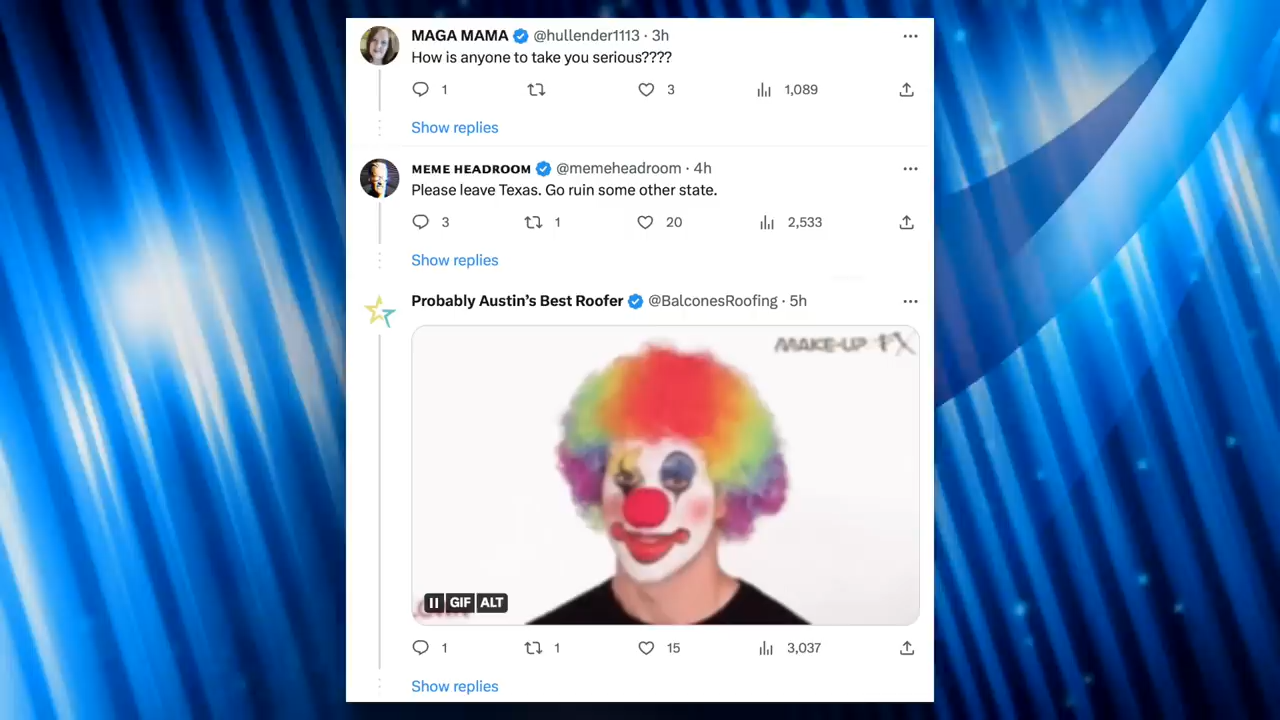 MAGA MAMA @hullender1113 · 3h
How is anyone to take you serious????
1 3 1,089
Show replies
MEME HEADROOM @memeheadroom · 4h
Please leave Texas. Go ruin some other state.
3 1 20 2,533
Show replies
Probably Austin’s Best Roofer @BalconesRoofing · 5h
MAKE-UP FX
GIF ALT
1 1 15 3,037
Show replies